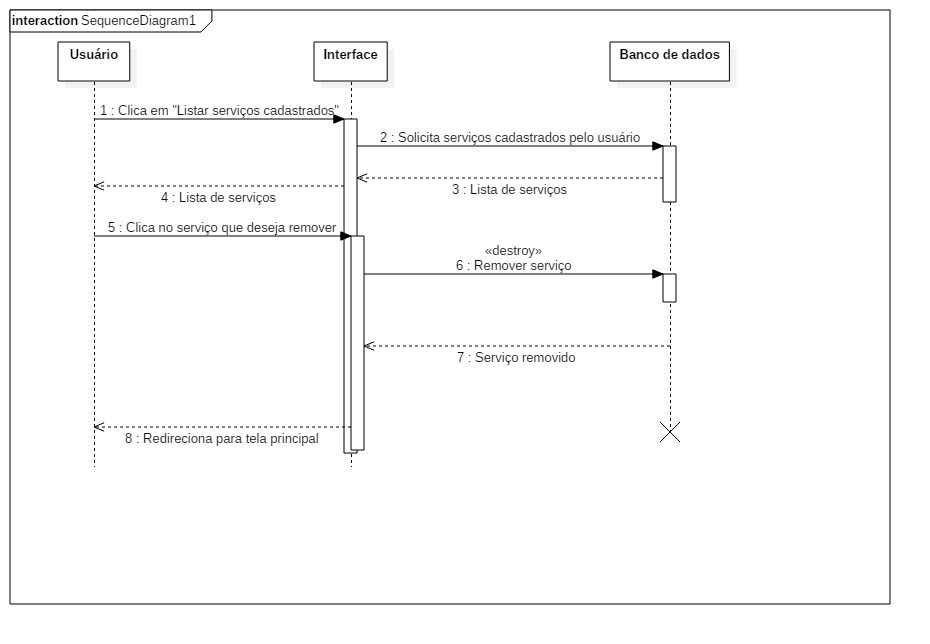 interaction SequenceDiagram1
Usuário
Interface
Banco de dados
1 : Clica em "Listar serviços cadastrados"
2 : Solicita serviços cadastrados pelo usuário
3 : Lista de serviços
4 : Lista de serviços
5 : Clica no serviço que deseja remover
«destroy»
6 : Remover serviço
7 : Serviço removido
8 : Redireciona para tela principal